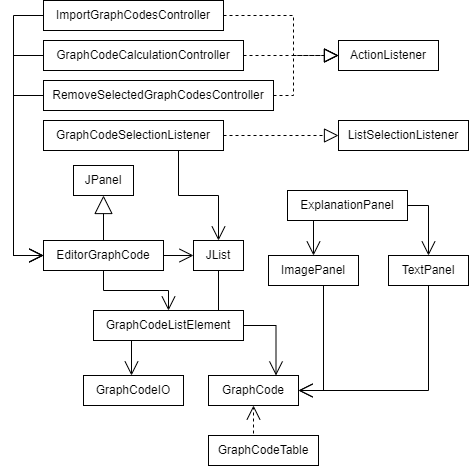 ImportGraphCodesController
GraphCodeCalculationController
ActionListener
RemoveSelectedGraphCodesController
GraphCodeSelectionListener
ListSelectionListener
JPanel
ExplanationPanel
EditorGraphCode
JList
ImagePanel
TextPanel
GraphCodeListElement
GraphCodeIO
GraphCode
GraphCodeTable